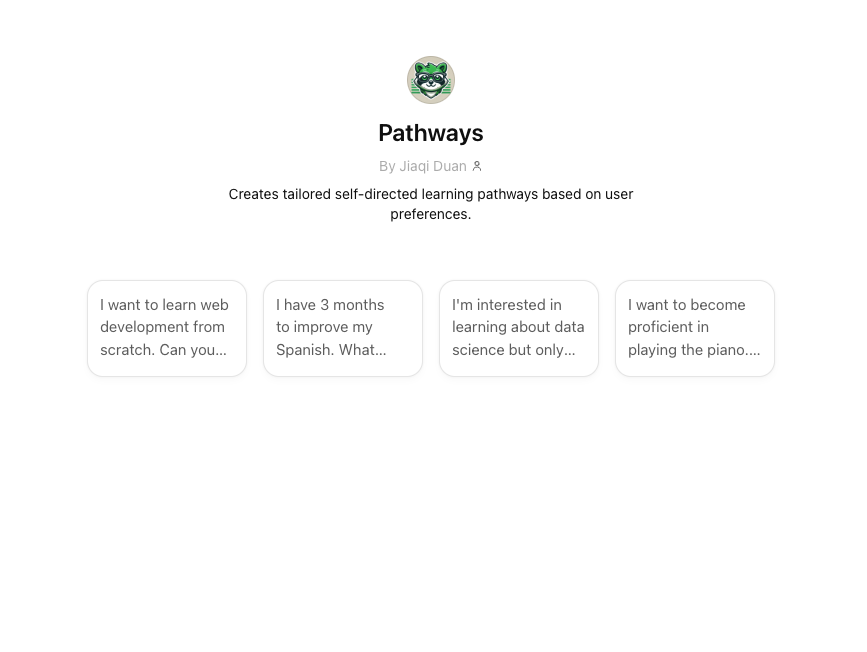 Pathways
By Jiaqi Duan
Creates tailored self-directed learning pathways based on user
preferences.
I want to learn web
development from
scratch. Can you...
I have 3 months
to improve my
Spanish. What...
I'm interested in
learning about data
science but only...
I want to become
proficient in
playing the piano....